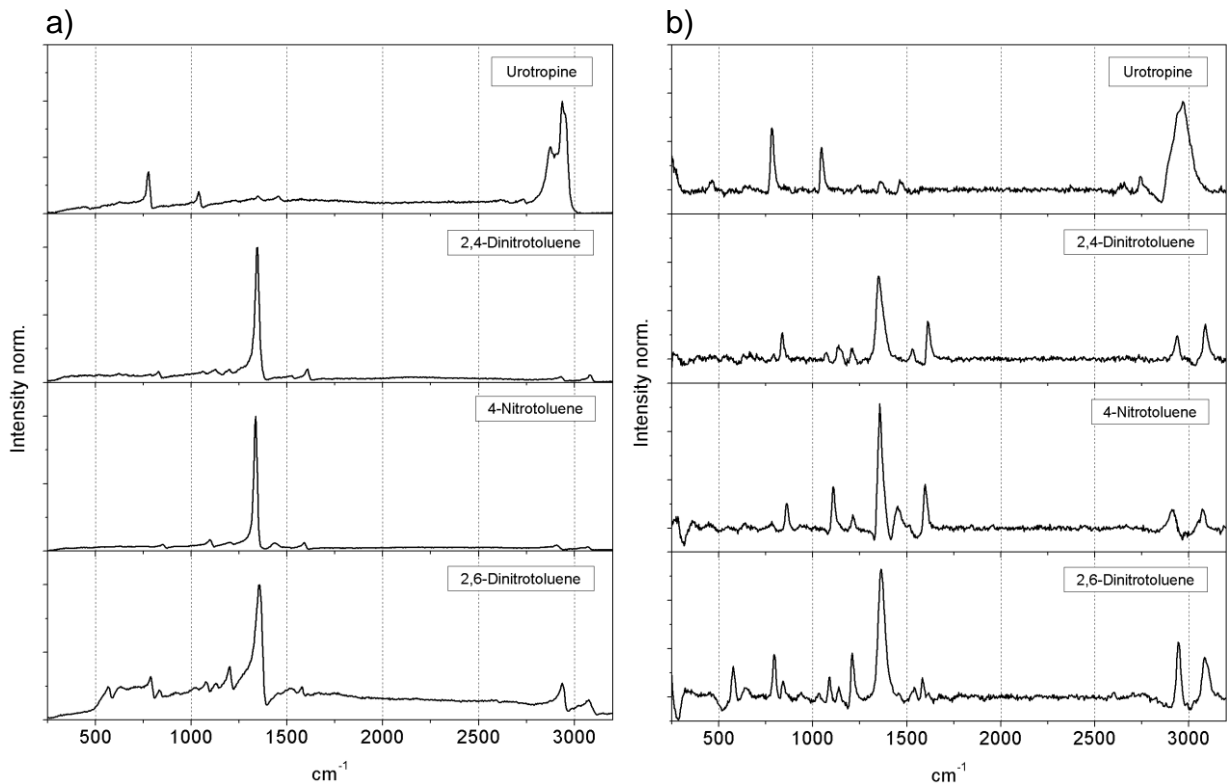 a)
Urotropine
2,4-Dinitrotoluene
4-Nitrotoluene
2,6-Dinitrotoluene
Intensity norm.
500 1000 1500 2000 2500 3000
cm⁻¹
b)
Urotropine
2,4-Dinitrotoluene
4-Nitrotoluene
2,6-Dinitrotoluene
Intensity norm.
500 1000 1500 2000 2500 3000
cm⁻¹